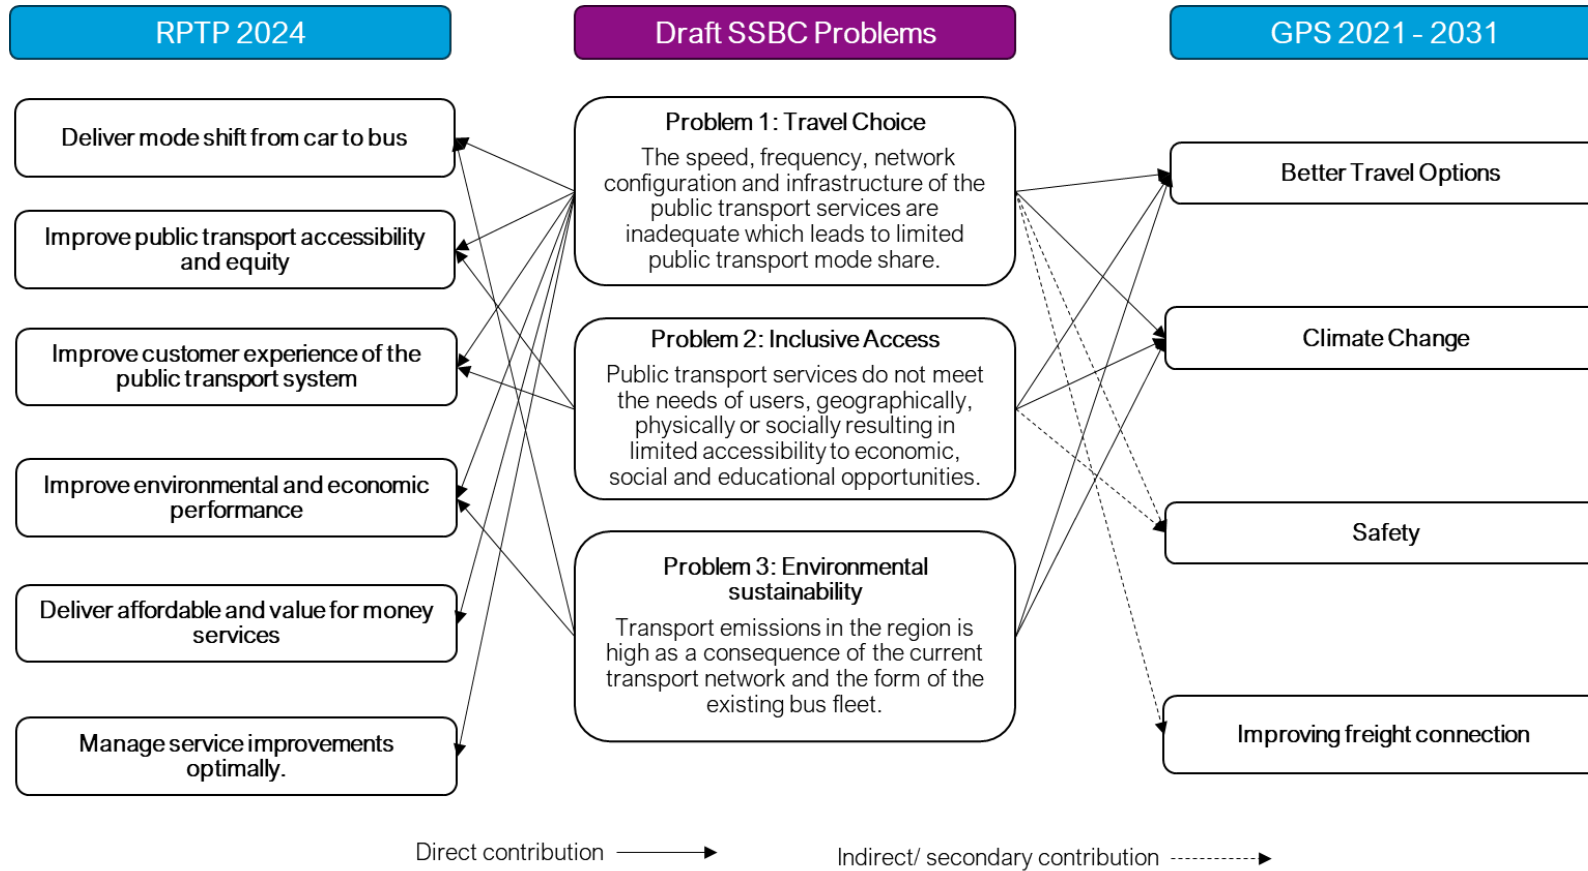 RPTP 2024
Draft SSBC Problems
GPS 2021 - 2031
Deliver mode shift from car to bus
Improve public transport accessibility
and equity
Improve customer experience of the
public transport system
Improve environmental and economic
performance
Deliver affordable and value for money
services
Manage service improvements
optimally.
Problem 1: Travel Choice
The speed, frequency, network
configuration and infrastructure of the
public transport services are
inadequate which leads to limited
public transport mode share.
Problem 2: Inclusive Access
Public transport services do not meet
the needs of users, geographically,
physically or socially resulting in
limited accessibility to economic,
social and educational opportunities.
Problem 3: Environmental
sustainability
Transport emissions in the region is
high as a consequence of the current
transport network and the form of the
existing bus fleet.
Better Travel Options
Climate Change
Safety
Improving freight connection
Direct contribution
Indirect/ secondary contribution